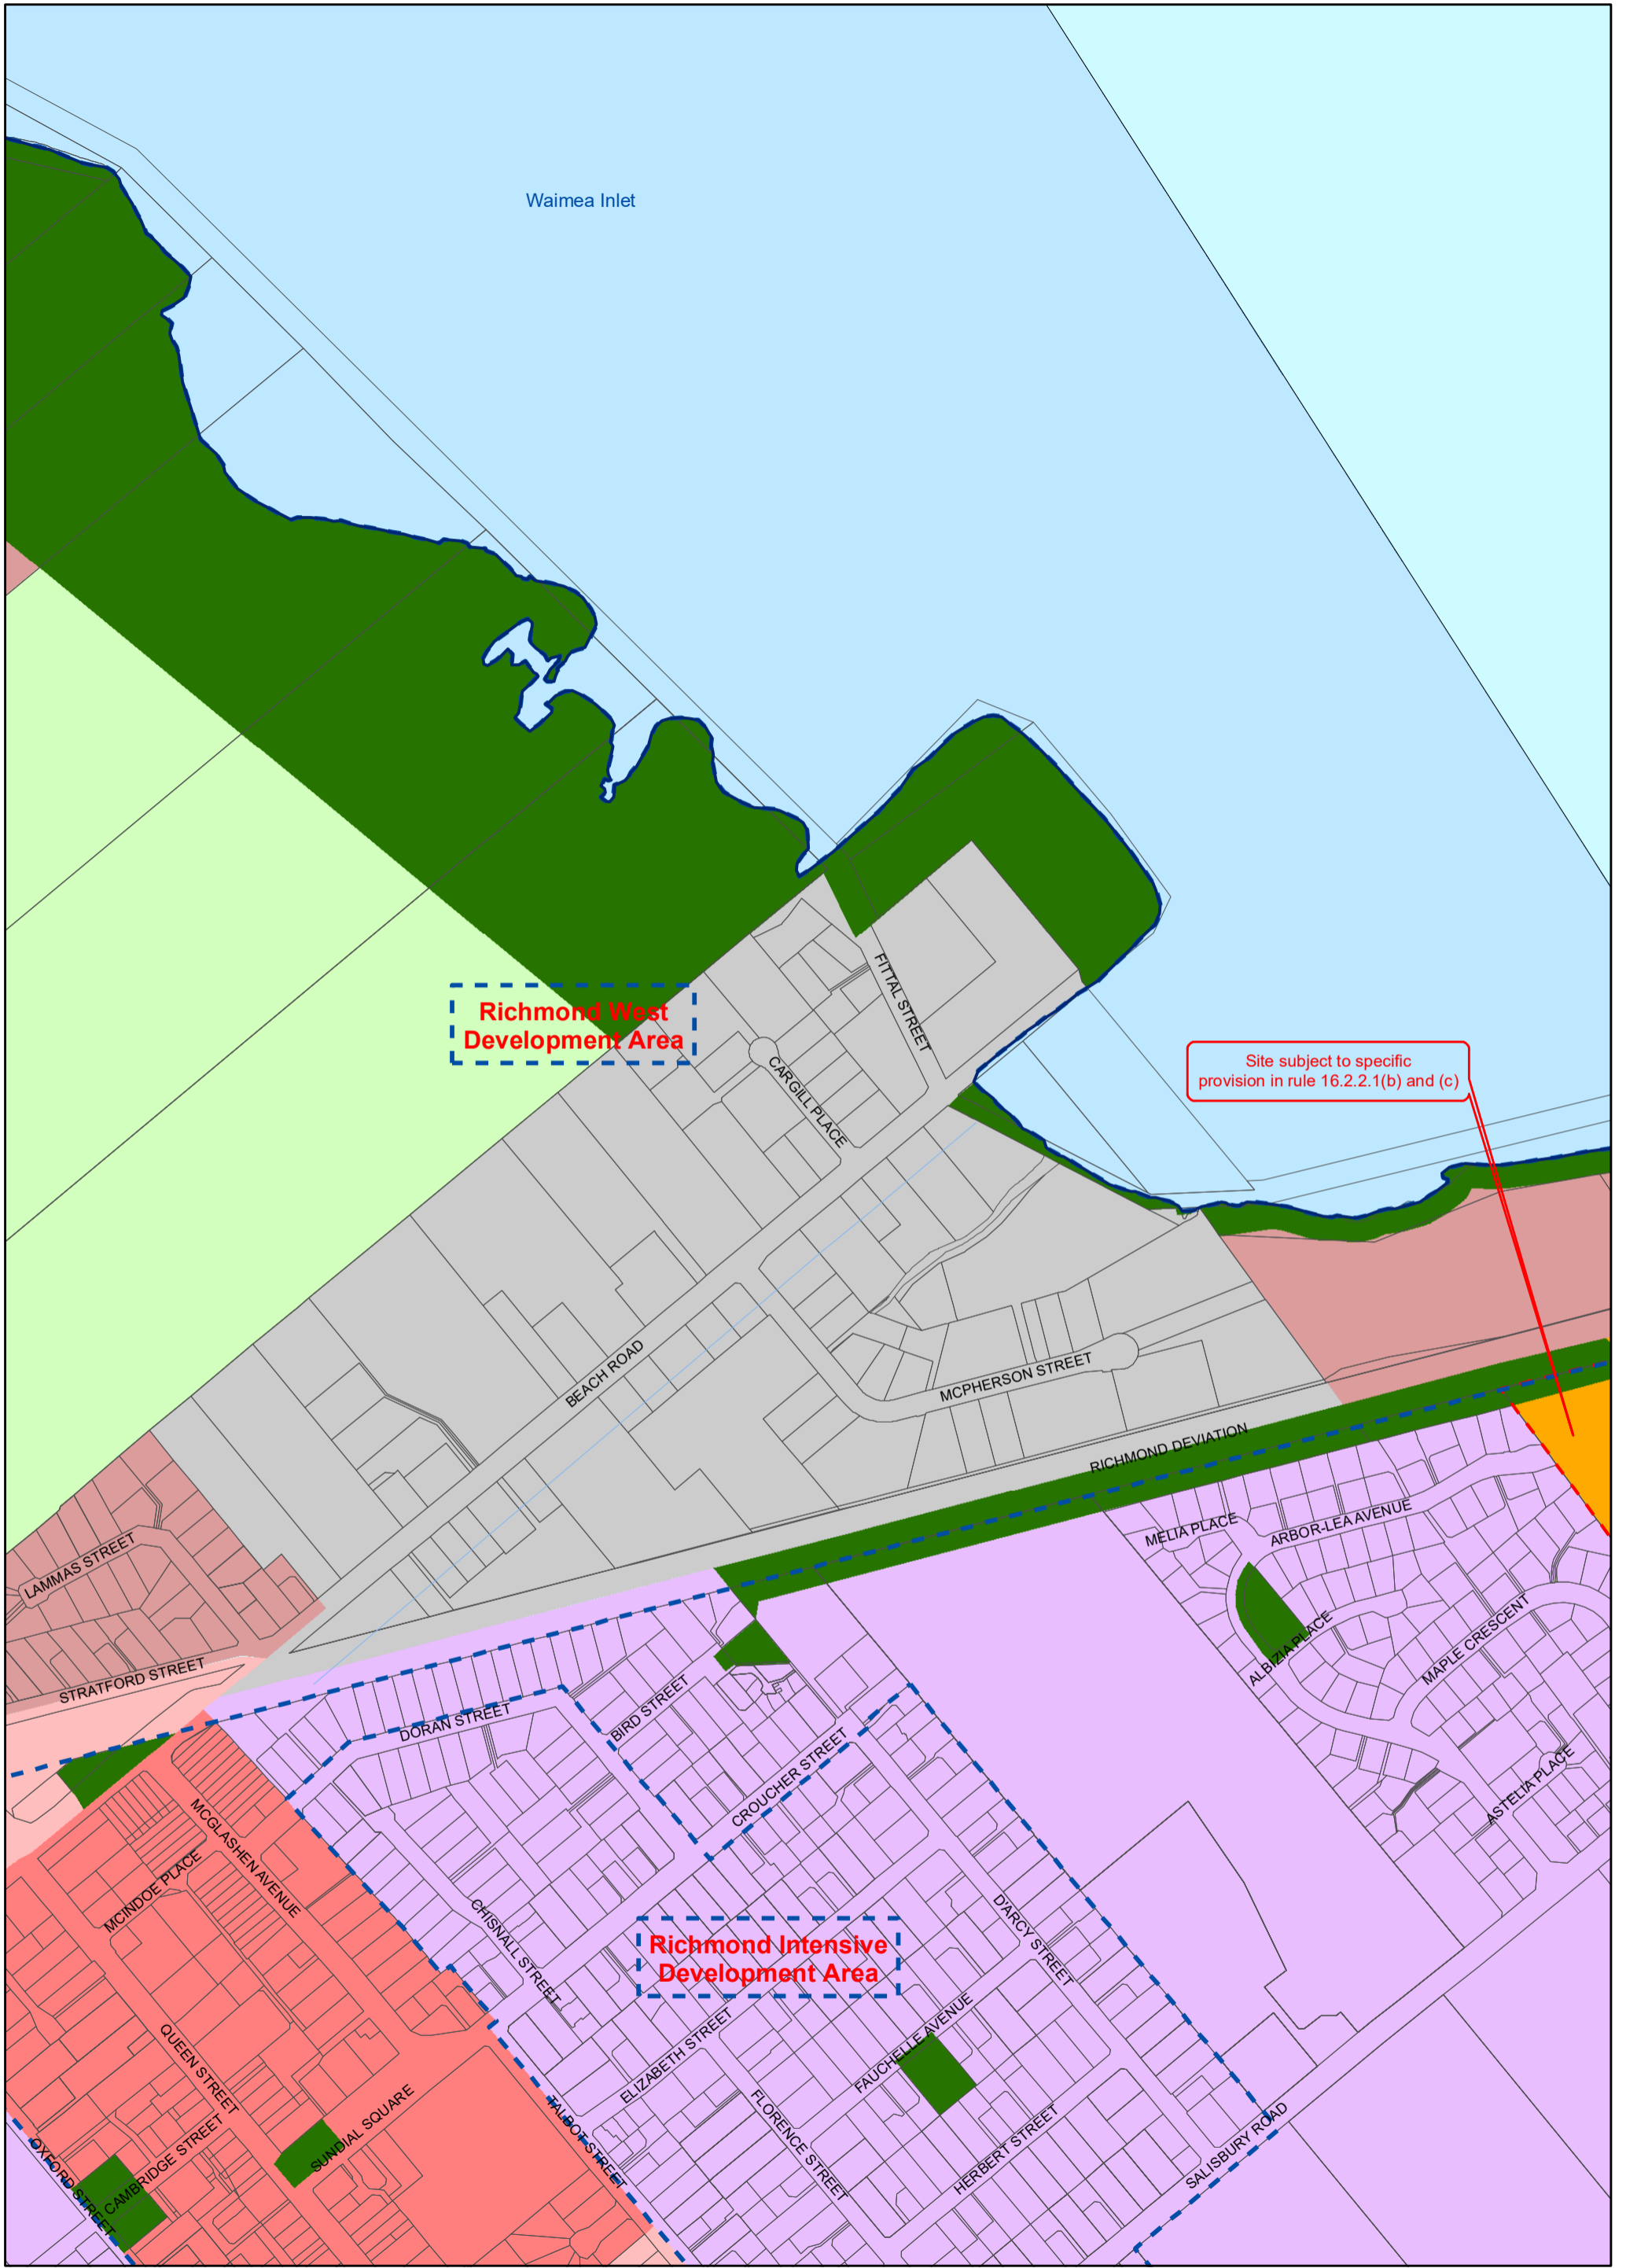 Waimea Inlet
Richmond West
Development Area
FITTAL STREET
CARGILL PLACE
Site subject to specific
provision in rule 16.2.2.1(b) and (c)
BEACH ROAD
MCPHERSON STREET
RICHMOND DEVIATION
MELIA PLACE
ARBOR-LEA AVENUE
LAMMAS STREET
STRATFORD STREET
ALBIZIA PLACE
MAPLE CRESCENT
DORAN STREET
BIRD STREET
CROUCHER STREET
ASTELIA PLACE
MCGLASHEN AVENUE
MCINDOE PLACE
CHISNALL STREET
D'ARCY STREET
Richmond Intensive
Development Area
QUEEN STREET
ELIZABETH STREET
FAUCHELLE AVENUE
SUNDIAL SQUARE
TALBOT STREET
FLORENCE STREET
HERBERT STREET
SALISBURY ROAD
OXFORD STREET
CAMBRIDGE STREET